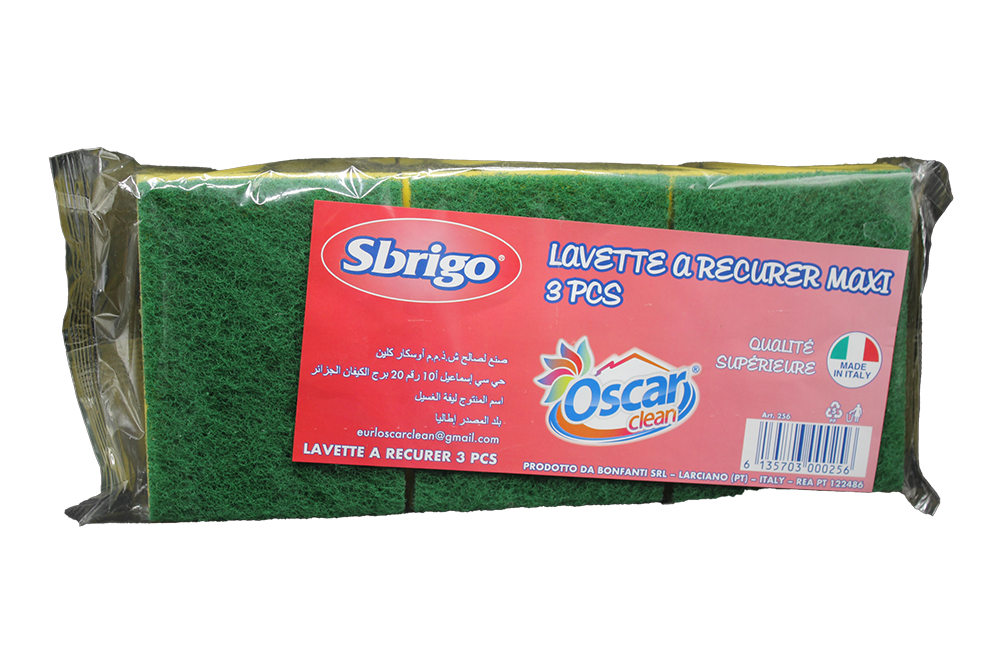 Sbrigo®
LAVETTE A RECURER MAXI
3 PCS
QUALITÉ
SUPÉRIEURE
MADE
IN ITALY
صنع لصالح ش.ذ.م.م أوسكار كلين
حي سي إسماعيل أ10 رقم 20 برج الكيفان الجزائر
اسم المنتوج ليفة الغسيل
بلد المصدر إطاليا
eurloscarclean@gmail.com
LAVETTE A RECURER 3 PCS
Oscar®
clean
Art. 256
6 135703 000256
PRODOTTO DA BONFANTI SRL – LARCIANO (PT) – ITALY – REA PT 122486